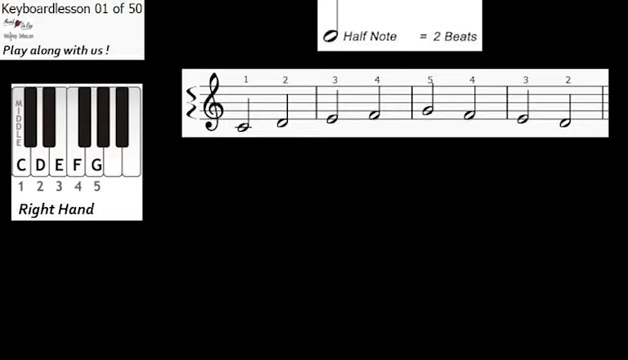 Keyboardlesson 01 of 50
Play along with us !
Half Note = 2 Beats
1 2 3 4 5 4 3 2
MIDDLE
C D E F G
1 2 3 4 5
Right Hand